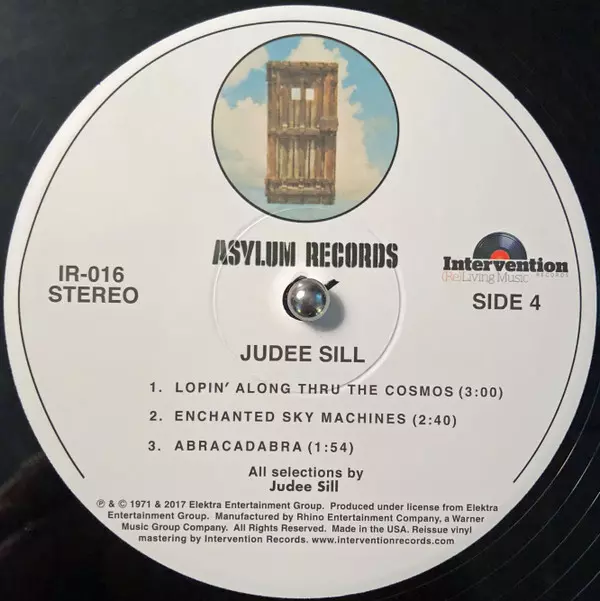 ASYLUM RECORDS
IR-016
STEREO
Intervention
RECORDS
(Re)Living Music
SIDE 4
JUDEE SILL
1. LOPIN' ALONG THRU THE COSMOS (3:00)
2. ENCHANTED SKY MACHINES (2:40)
3. ABRACADABRA (1:54)
All selections by
Judee Sill
℗ & © 1971 & 2017 Elektra Entertainment Group. Produced under license from Elektra
Entertainment Group. Manufactured by Rhino Entertainment Company, a Warner
Music Group Company. All Rights Reserved. Made in the USA. Reissue vinyl
mastering by Intervention Records. www.interventionrecords.com